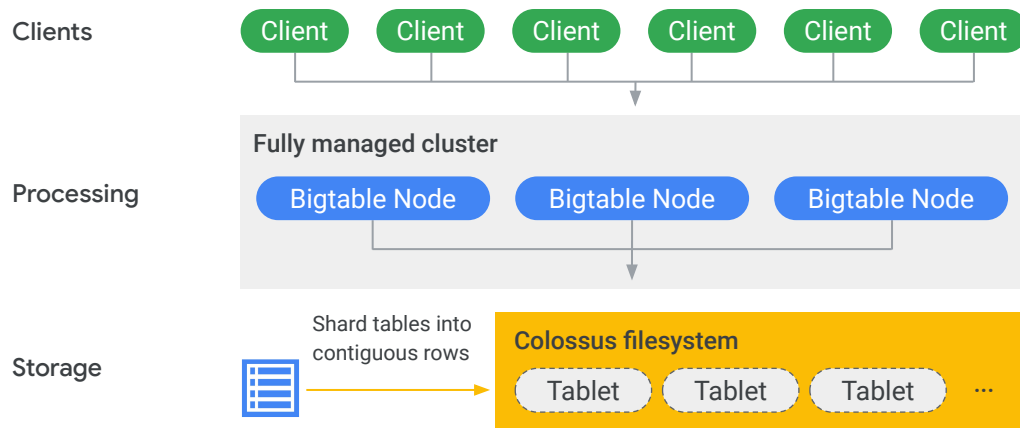 Clients
Client Client Client Client Client Client
Fully managed cluster
Processing
Bigtable Node Bigtable Node Bigtable Node
Shard tables into
contiguous rows
Storage
Colossus filesystem
Tablet Tablet Tablet ...